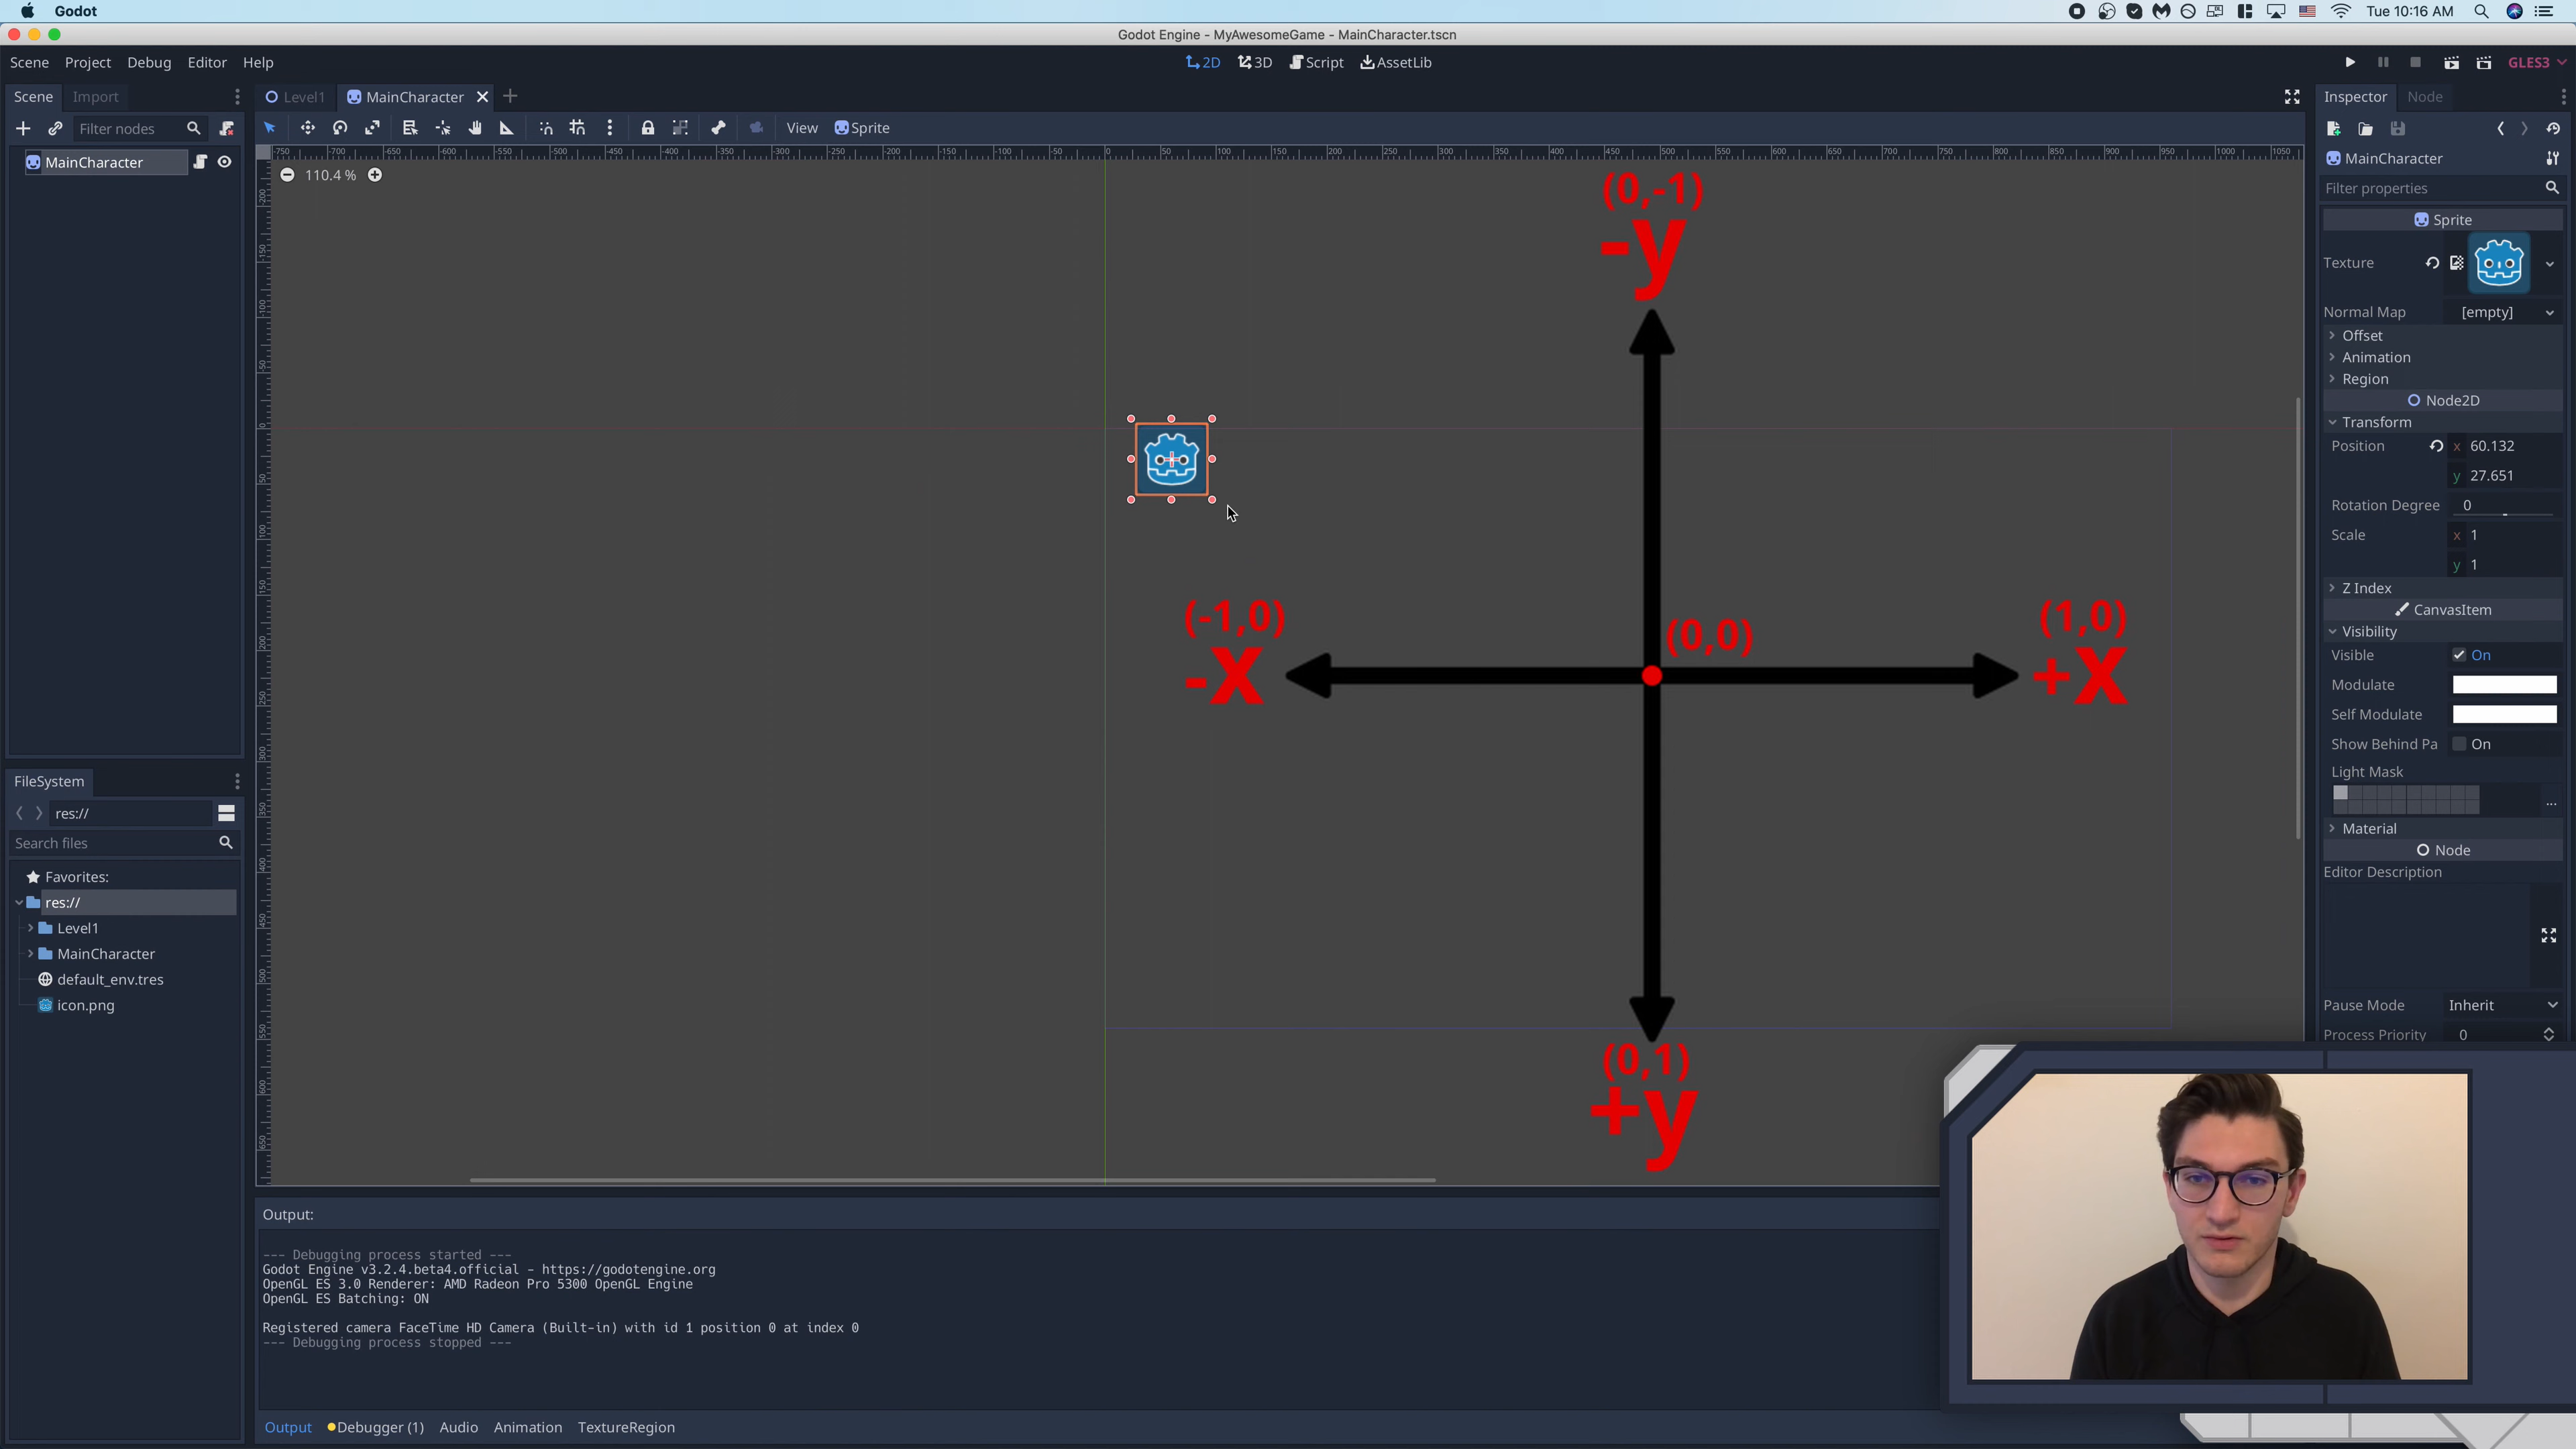 Godot
Tue 10:16 AM
Godot Engine - MyAwesomeGame - MainCharacter.tscn
Scene Project Debug Editor Help
2D 3D Script AssetLib
GLES3
Scene Import
Level1 MainCharacter
Inspector Node
Filter nodes
View Sprite
MainCharacter
110.4 %
MainCharacter
Filter properties
Sprite
Texture
Normal Map [empty]
Offset
Animation
Region
Node2D
Transform
Position x 60.132
y 27.651
Rotation Degree 0
Scale x 1
y 1
Z Index
CanvasItem
Visibility
Visible On
Modulate
Self Modulate
Show Behind Pa On
Light Mask
...
Material
Node
Editor Description
Pause Mode Inherit
Process Priority 0
(0,-1)
-y
(-1,0)
-x
(0,0)
(1,0)
+x
(0,1)
+y
FileSystem
res://
Search files
Favorites:
res://
Level1
MainCharacter
default_env.tres
icon.png
Output:
--- Debugging process started ---
Godot Engine v3.2.4.beta4.official - https://godotengine.org
OpenGL ES 3.0 Renderer: AMD Radeon Pro 5300 OpenGL Engine
OpenGL ES Batching: ON
Registered camera FaceTime HD Camera (Built-in) with id 1 position 0 at index 0
--- Debugging process stopped ---
Output Debugger (1) Audio Animation TextureRegion